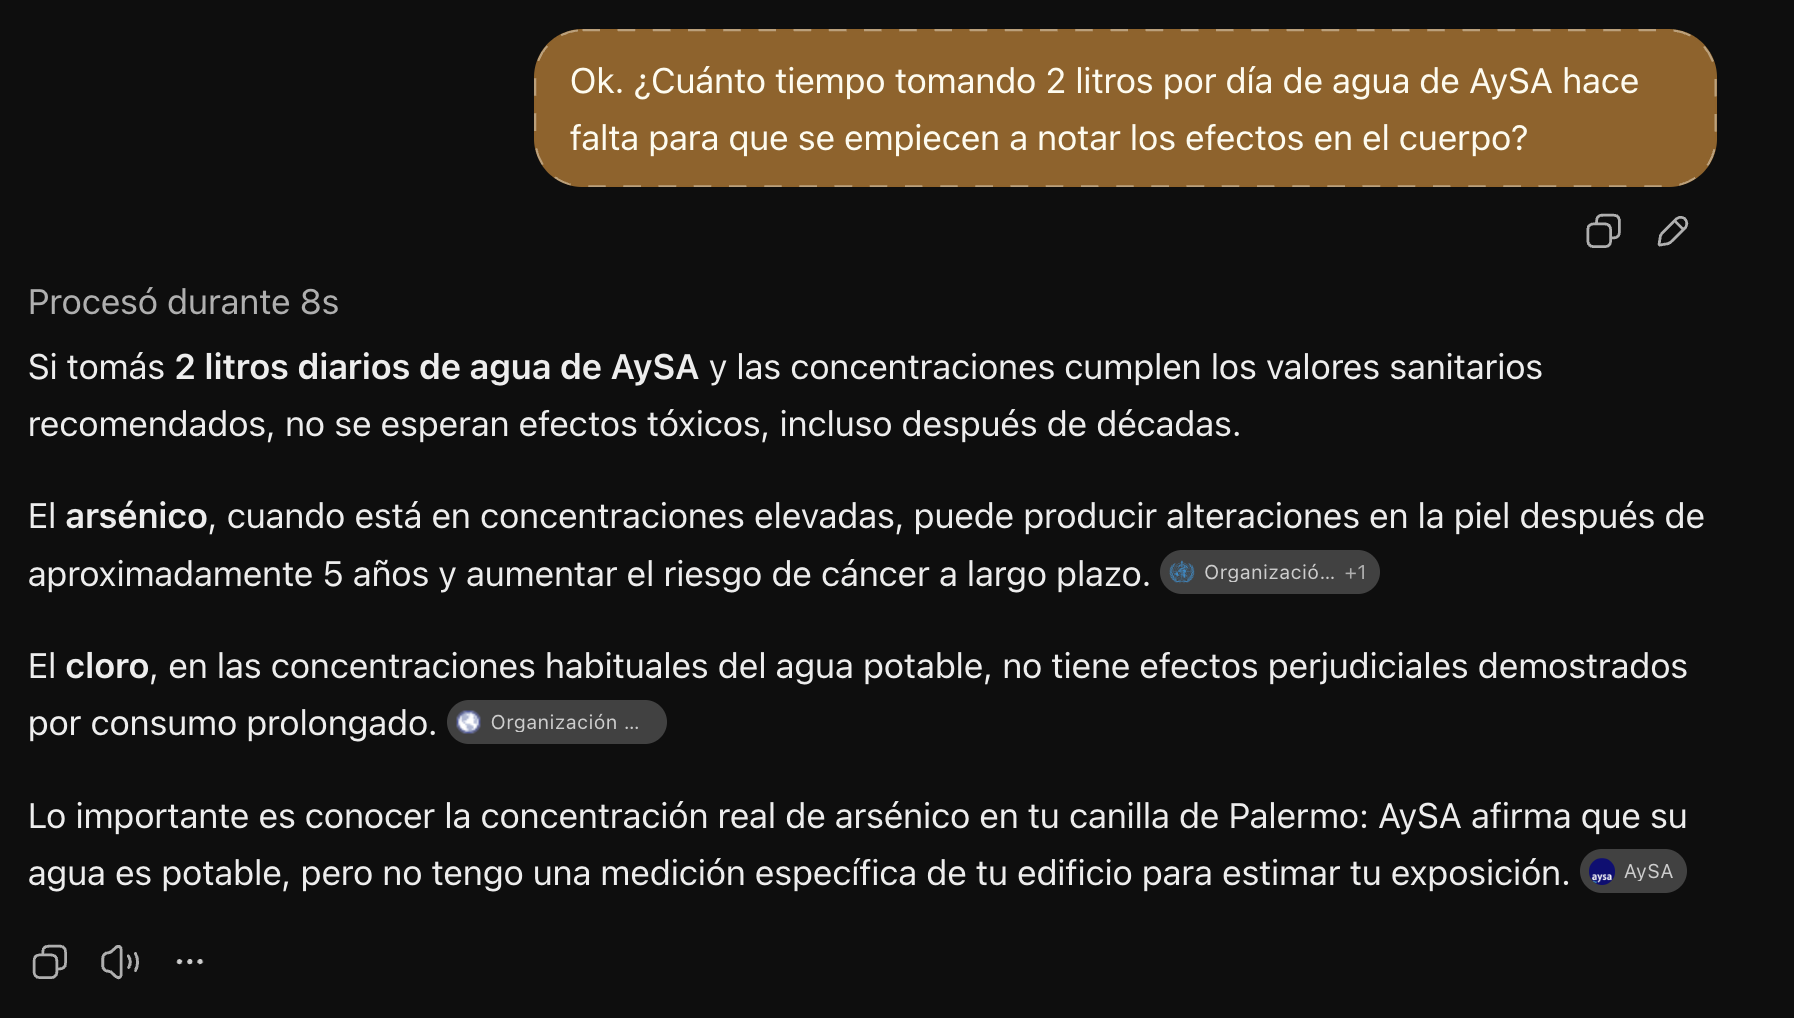 Ok. ¿Cuánto tiempo tomando 2 litros por día de agua de AySA hace
falta para que se empiecen a notar los efectos en el cuerpo?
Procesó durante 8s
Si tomás 2 litros diarios de agua de AySA y las concentraciones cumplen los valores sanitarios
recomendados, no se esperan efectos tóxicos, incluso después de décadas.
El arsénico, cuando está en concentraciones elevadas, puede producir alteraciones en la piel después de
aproximadamente 5 años y aumentar el riesgo de cáncer a largo plazo. Organizació... +1
El cloro, en las concentraciones habituales del agua potable, no tiene efectos perjudiciales demostrados
por consumo prolongado. Organización ...
Lo importante es conocer la concentración real de arsénico en tu canilla de Palermo: AySA afirma que su
agua es potable, pero no tengo una medición específica de tu edificio para estimar tu exposición. aysa AySA